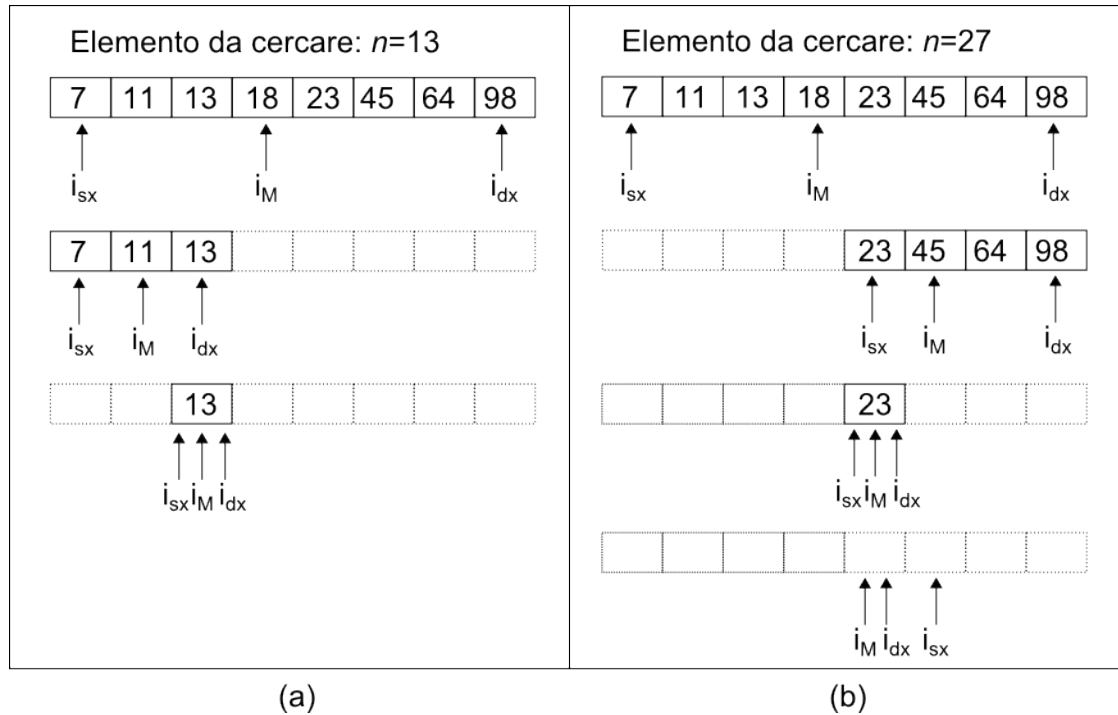 Elemento da cercare: n=13
7 11 13 18 23 45 64 98
isx iM idx
7 11 13
isx iM idx
13
isx iM idx
(a)
Elemento da cercare: n=27
7 11 13 18 23 45 64 98
isx iM idx
23 45 64 98
isx iM idx
23
isx iM idx
iM idx isx
(b)